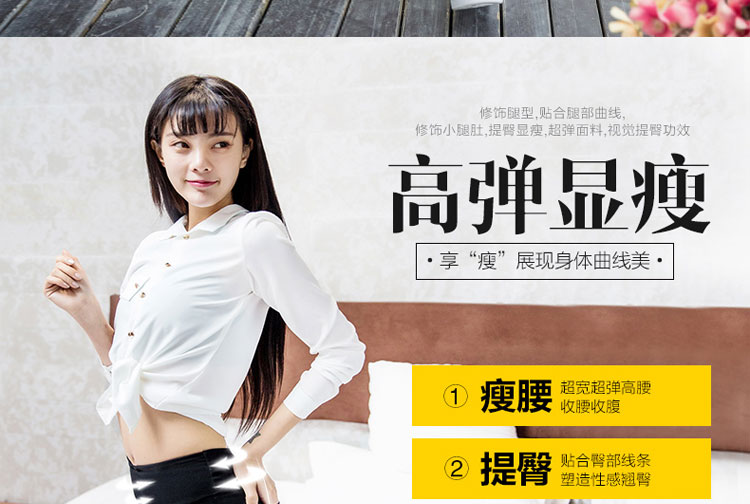 修饰腿型,贴合腿部曲线,
修饰小腿肚,提臀显瘦,超弹面料,视觉提臀功效
高弹显瘦
·享“瘦”展现身体曲线美·
① 瘦腰 超宽超弹高腰
收腰收腹
② 提臀 贴合臀部线条
塑造性感翘臀